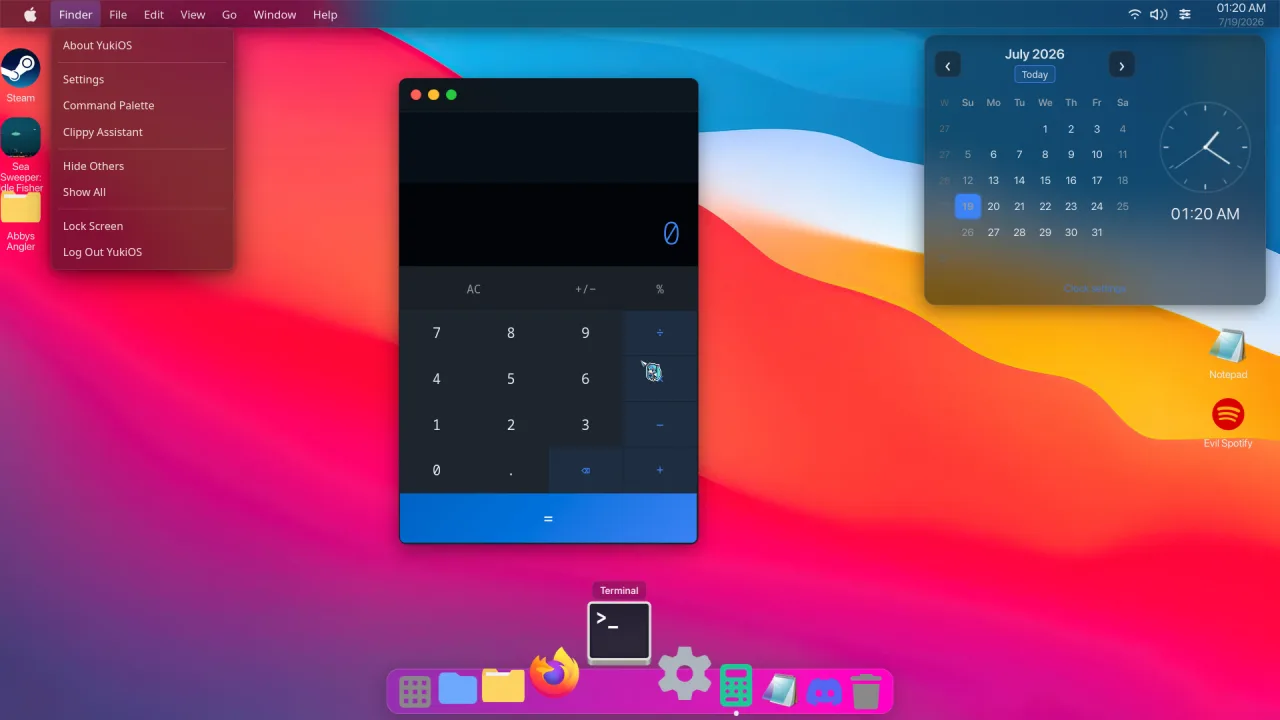 Finder File Edit View Go Window Help
01:20 AM
7/19/2026
About YukiOS
Settings
Command Palette
Clippy Assistant
Hide Others
Show All
Lock Screen
Log Out YukiOS
Steam
Sea
Sweeper:
dle Fisher
Abbys
Angler
0
AC +/− %
7 8 9 ÷
4 5 6
1 2 3 −
0 . ⌫ +
=
‹ July 2026 ›
Today
W Su Mo Tu We Th Fr Sa
27 1 2 3 4
27 5 6 7 8 9 10 11
28 12 13 14 15 16 17 18
19 20 21 22 23 24 25
26 27 28 29 30 31
01:20 AM
Clock settings
Notepad
Evil Spotify
Terminal
>_